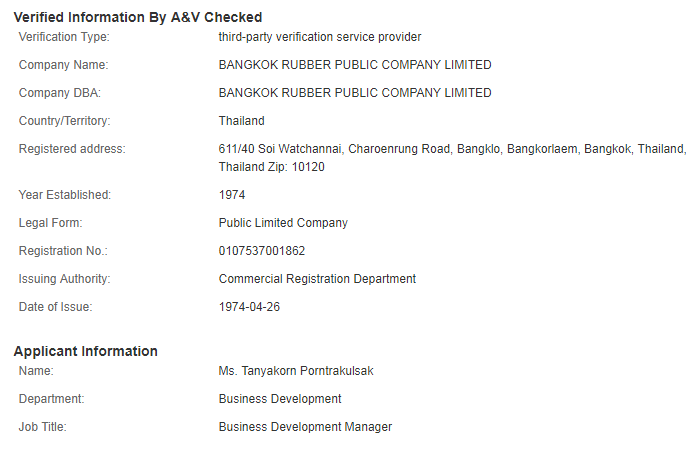 Verified Information By A&V Checked
Verification Type: third-party verification service provider
Company Name: BANGKOK RUBBER PUBLIC COMPANY LIMITED
Company DBA: BANGKOK RUBBER PUBLIC COMPANY LIMITED
Country/Territory: Thailand
Registered address: 611/40 Soi Watchannai, Charoenrung Road, Bangklo, Bangkorlaem, Bangkok, Thailand,
Thailand Zip: 10120
Year Established: 1974
Legal Form: Public Limited Company
Registration No.: 0107537001862
Issuing Authority: Commercial Registration Department
Date of Issue: 1974-04-26
Applicant Information
Name: Ms. Tanyakorn Porntrakulsak
Department: Business Development
Job Title: Business Development Manager